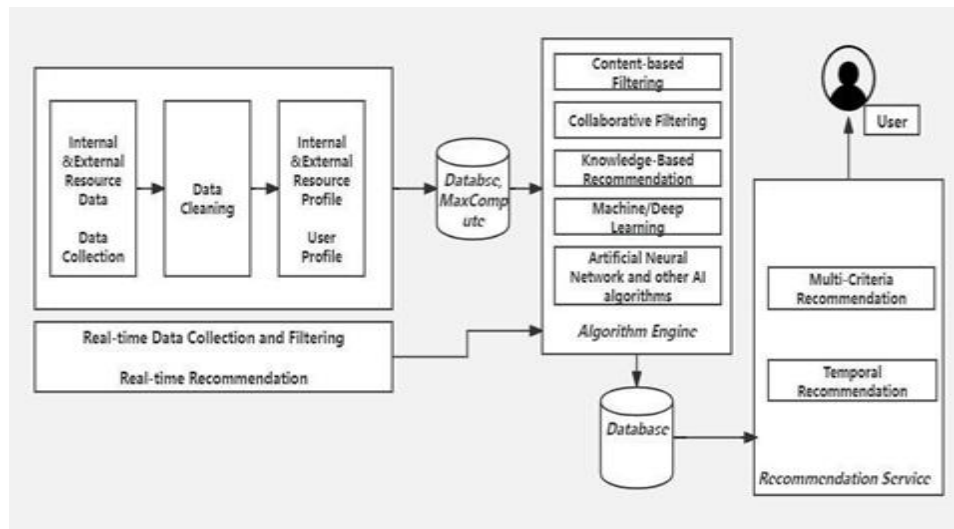 Internal
&External
Resource
Data
Data
Collection
Data
Cleaning
Internal
&External
Resource
Profile
User
Profile
Real-time Data Collection and Filtering
Real-time Recommendation
Databse,
MaxComp
ute
Content-based
Filtering
Collaborative Filtering
Knowledge-Based
Recommendation
Machine/Deep
Learning
Artificial Neural
Network and other AI
algorithms
Algorithm Engine
Database
User
Multi-Criteria
Recommendation
Temporal
Recommendation
Recommendation Service